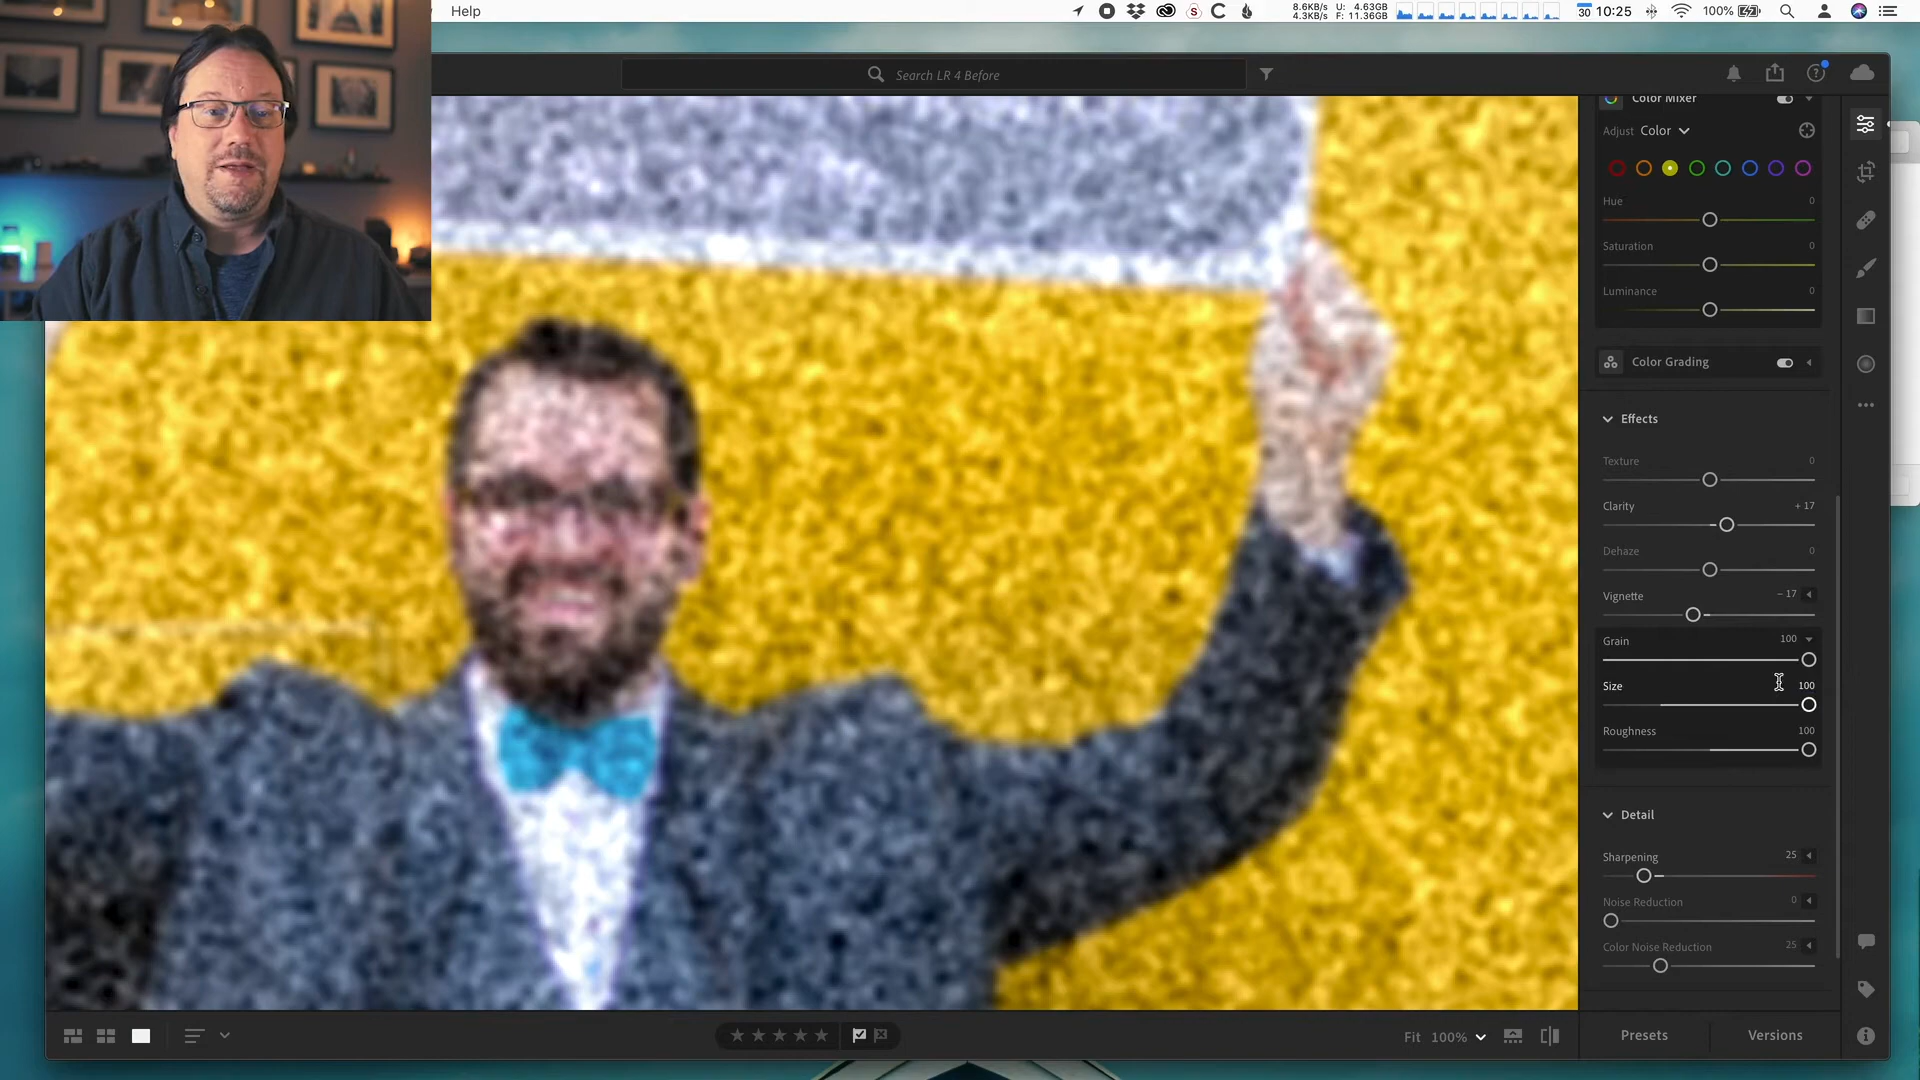 Help
8.6KB/s
4.3KB/s
U: 4.63GB
F: 11.36GB
30
10:25
100%
Search LR 4 Before
Color Mixer
Adjust Color
Hue 0
Saturation 0
Luminance 0
Color Grading
Effects
Texture 0
Clarity + 17
Dehaze 0
Vignette – 17
Grain 100
Size 100
Roughness 100
Detail
Sharpening 25
Noise Reduction 0
Color Noise Reduction 25
Fit 100%
Presets
Versions